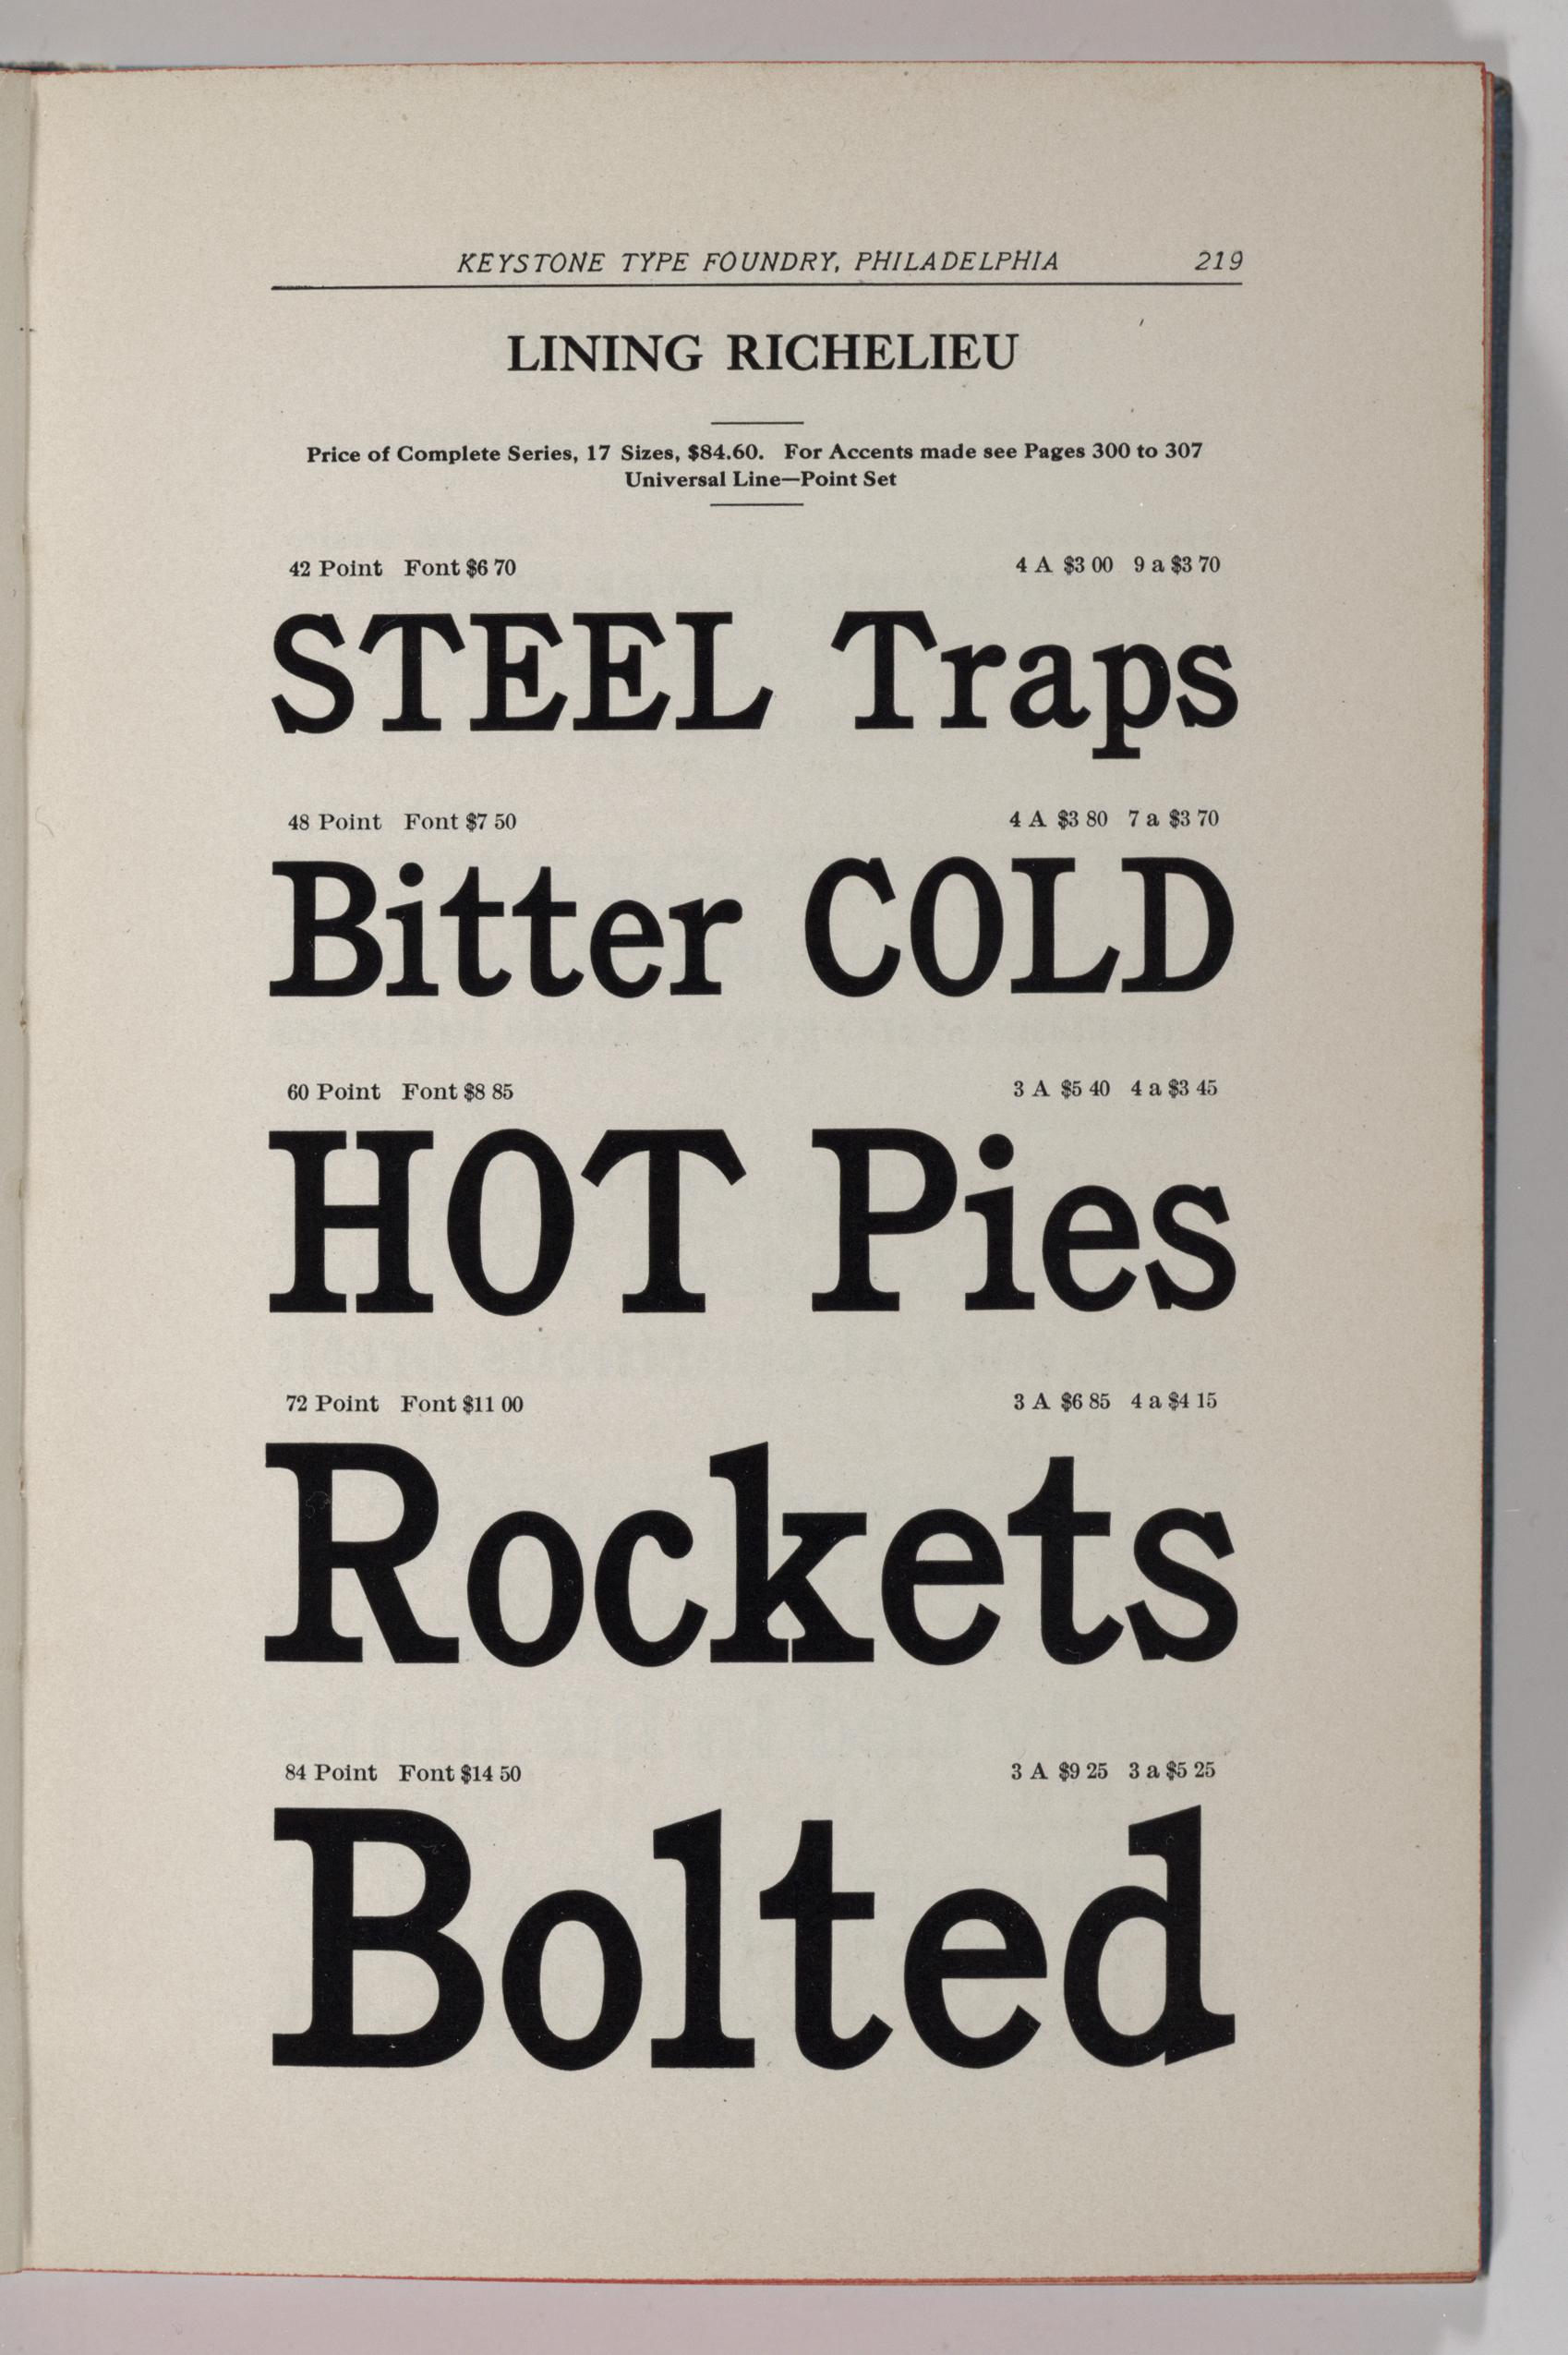 KEYSTONE TYPE FOUNDRY, PHILADELPHIA 219
LINING RICHELIEU
Price of Complete Series, 17 Sizes, $84.60. For Accents made see Pages 300 to 307
Universal Line—Point Set
42 Point Font $6 70 4 A $3 00 9 a $3 70
STEEL Traps
48 Point Font $7 50 4 A $3 80 7 a $3 70
Bitter COLD
60 Point Font $8 85 3 A $5 40 4 a $3 45
HOT Pies
72 Point Font $11 00 3 A $6 85 4 a $4 15
Rockets
84 Point Font $14 50 3 A $9 25 3 a $5 25
Bolted